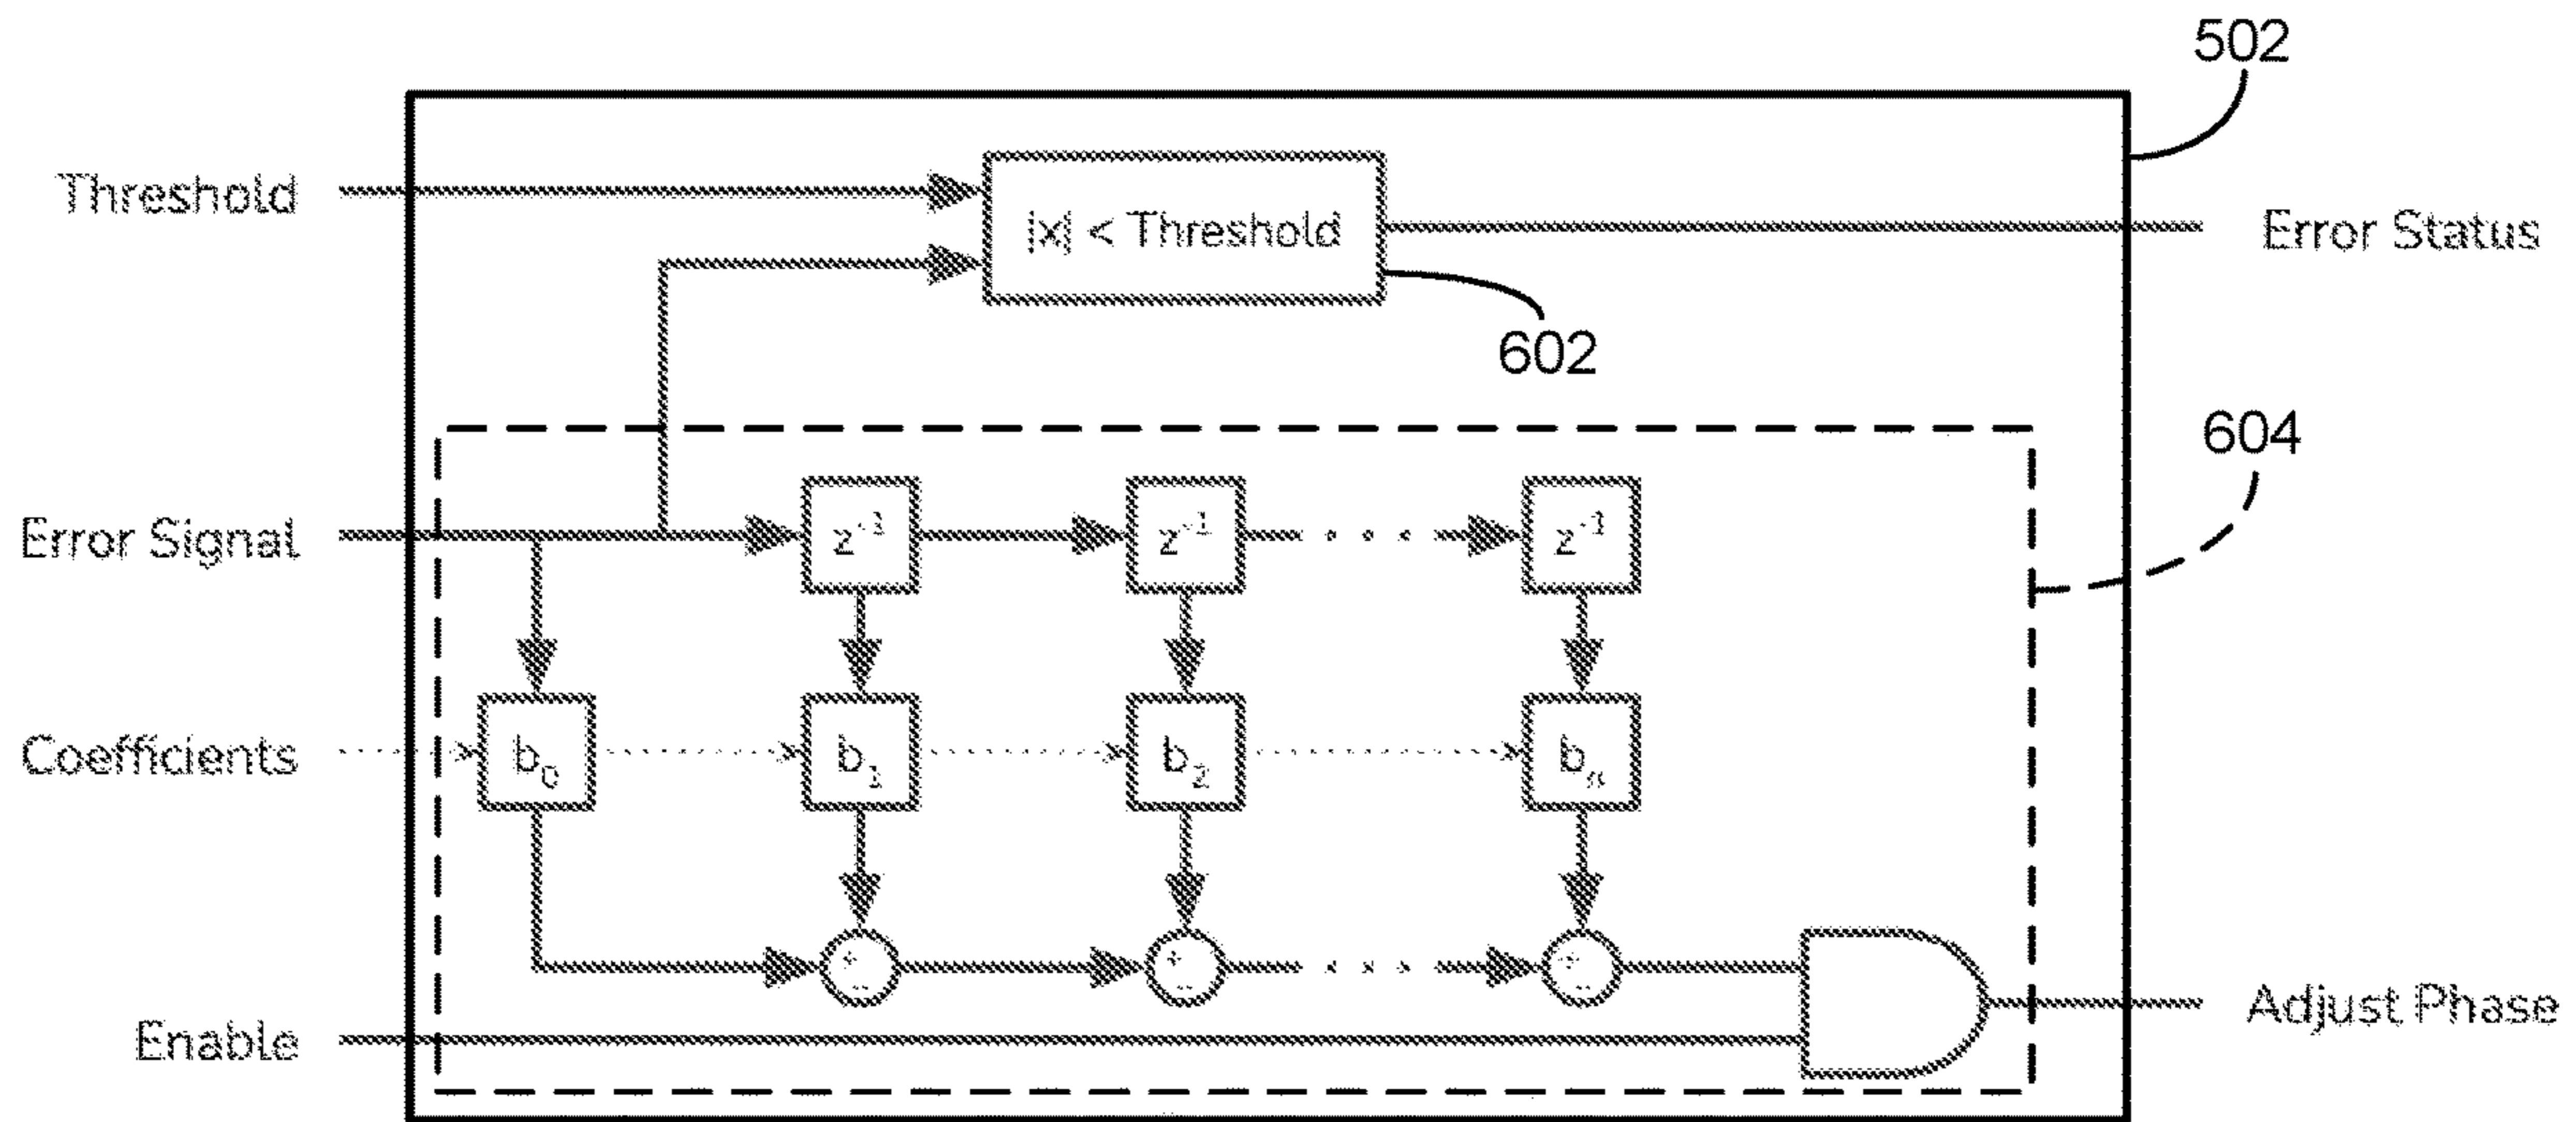 502
Threshold
|x| < Threshold
Error Status
602
604
Error Signal
z⁻¹
z⁻¹
. . .
z⁻¹
Coefficients
b₀
b₁
b₂
bₙ
+
+
. . .
+
Enable
Adjust Phase